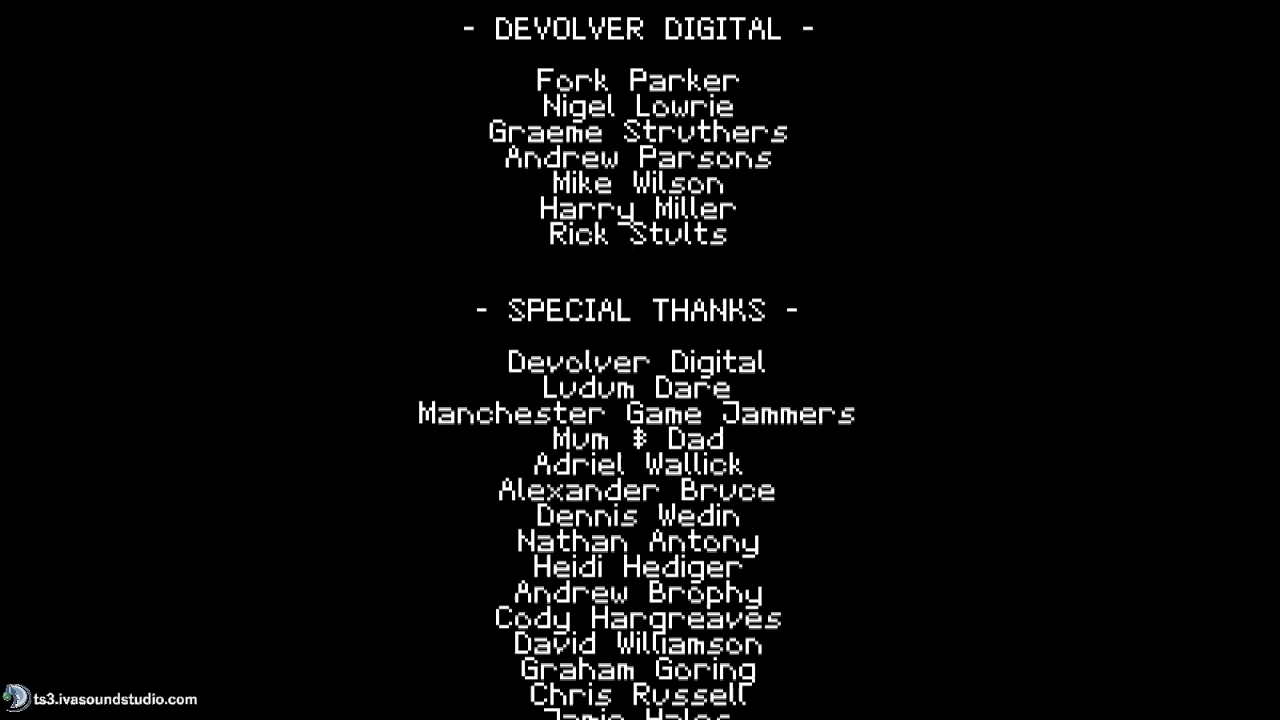 - DEVOLVER DIGITAL -
Fork Parker
Nigel Lowrie
Graeme Struthers
Andrew Parsons
Mike Wilson
Harry Miller
Rick Stults
- SPECIAL THANKS -
Devolver Digital
Ludum Dare
Manchester Game Jammers
Mum & Dad
Adriel Wallick
Alexander Bruce
Dennis Wedin
Nathan Antony
Heidi Hediger
Andrew Brophy
Cody Hargreaves
David Williamson
Graham Goring
Chris Russell
ts3.ivasoundstudio.com